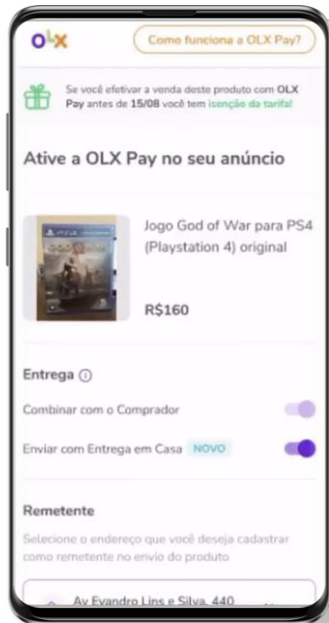 OLX
Como funciona a OLX Pay?
Se você efetivar a venda deste produto com OLX
Pay antes de 15/08 você tem isenção da tarifa!
Ative a OLX Pay no seu anúncio
Jogo God of War para PS4
(Playstation 4) original
R$160
Entrega
Combinar com o Comprador
Enviar com Entrega em Casa NOVO
Remetente
Selecione o endereço que você deseja cadastrar
como remetente no envio do produto
Av Evandro Lins e Silva, 440